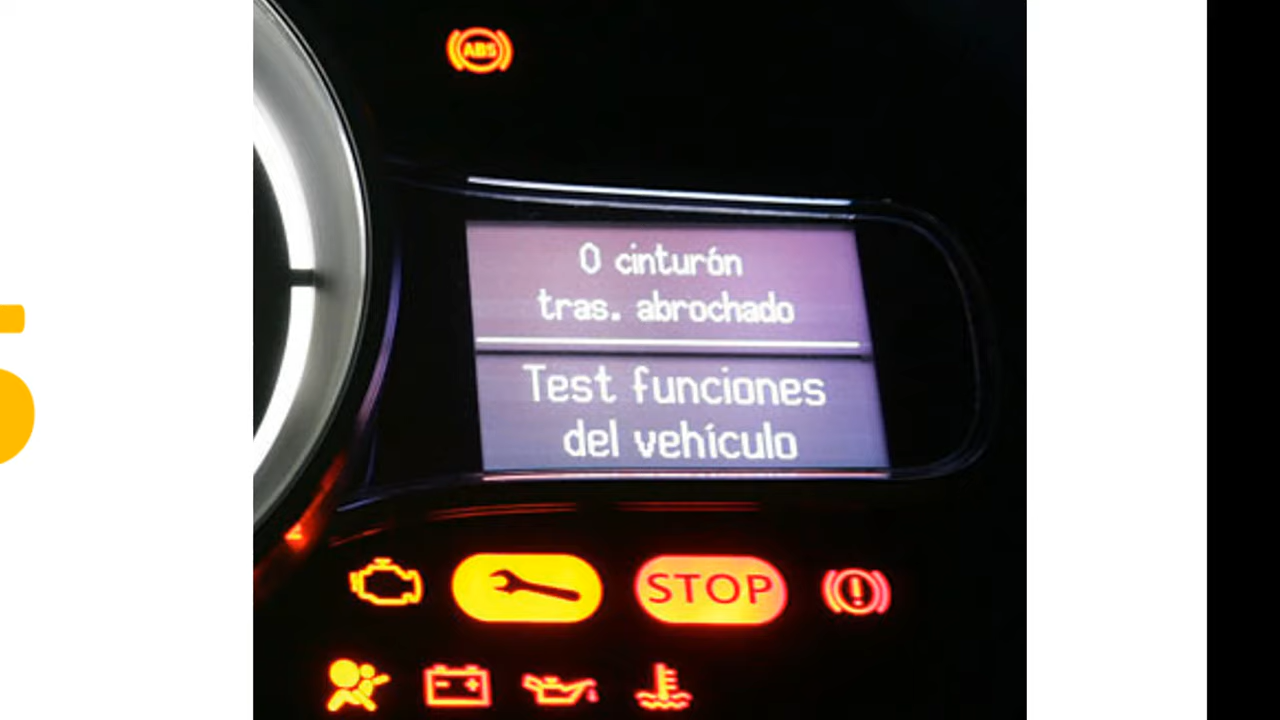 ABS
0 cinturón
tras. abrochado
Test funciones
del vehículo
STOP